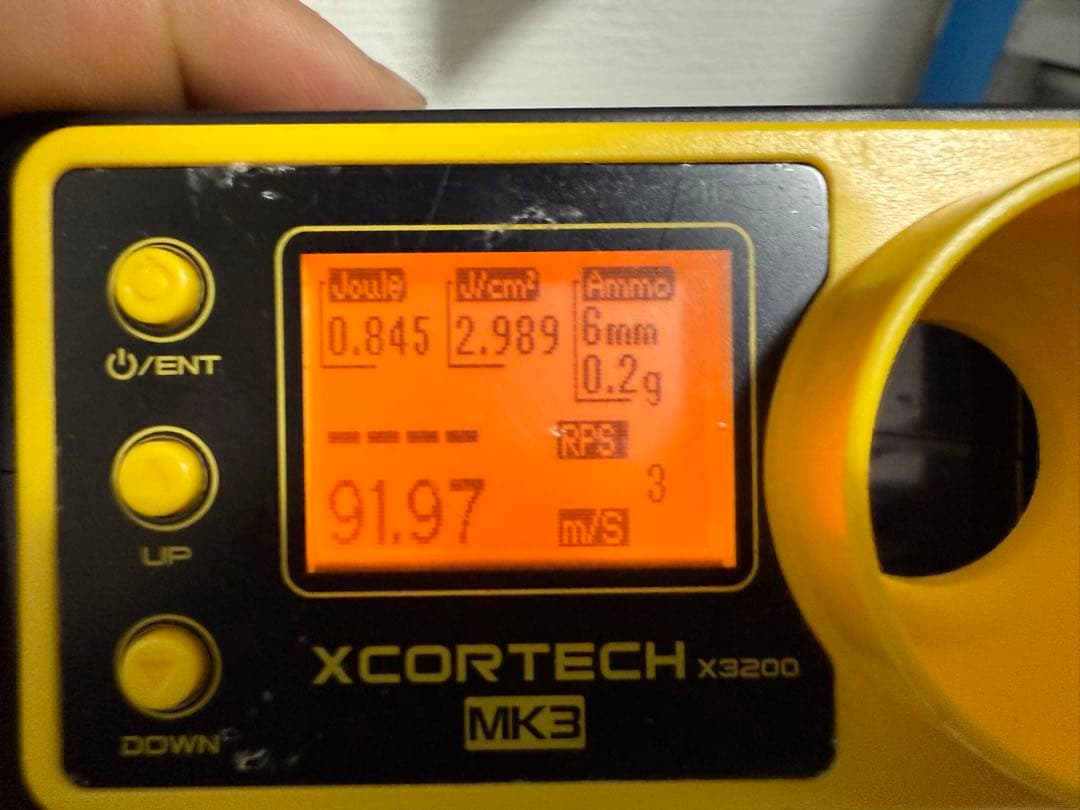 Joule J/cm² Ammo
0.845 2.989 6mm
0.2g
---- RPS
3
91.97 m/S
⏻/ENT
UP
DOWN
XCORTECH X3200
MK3